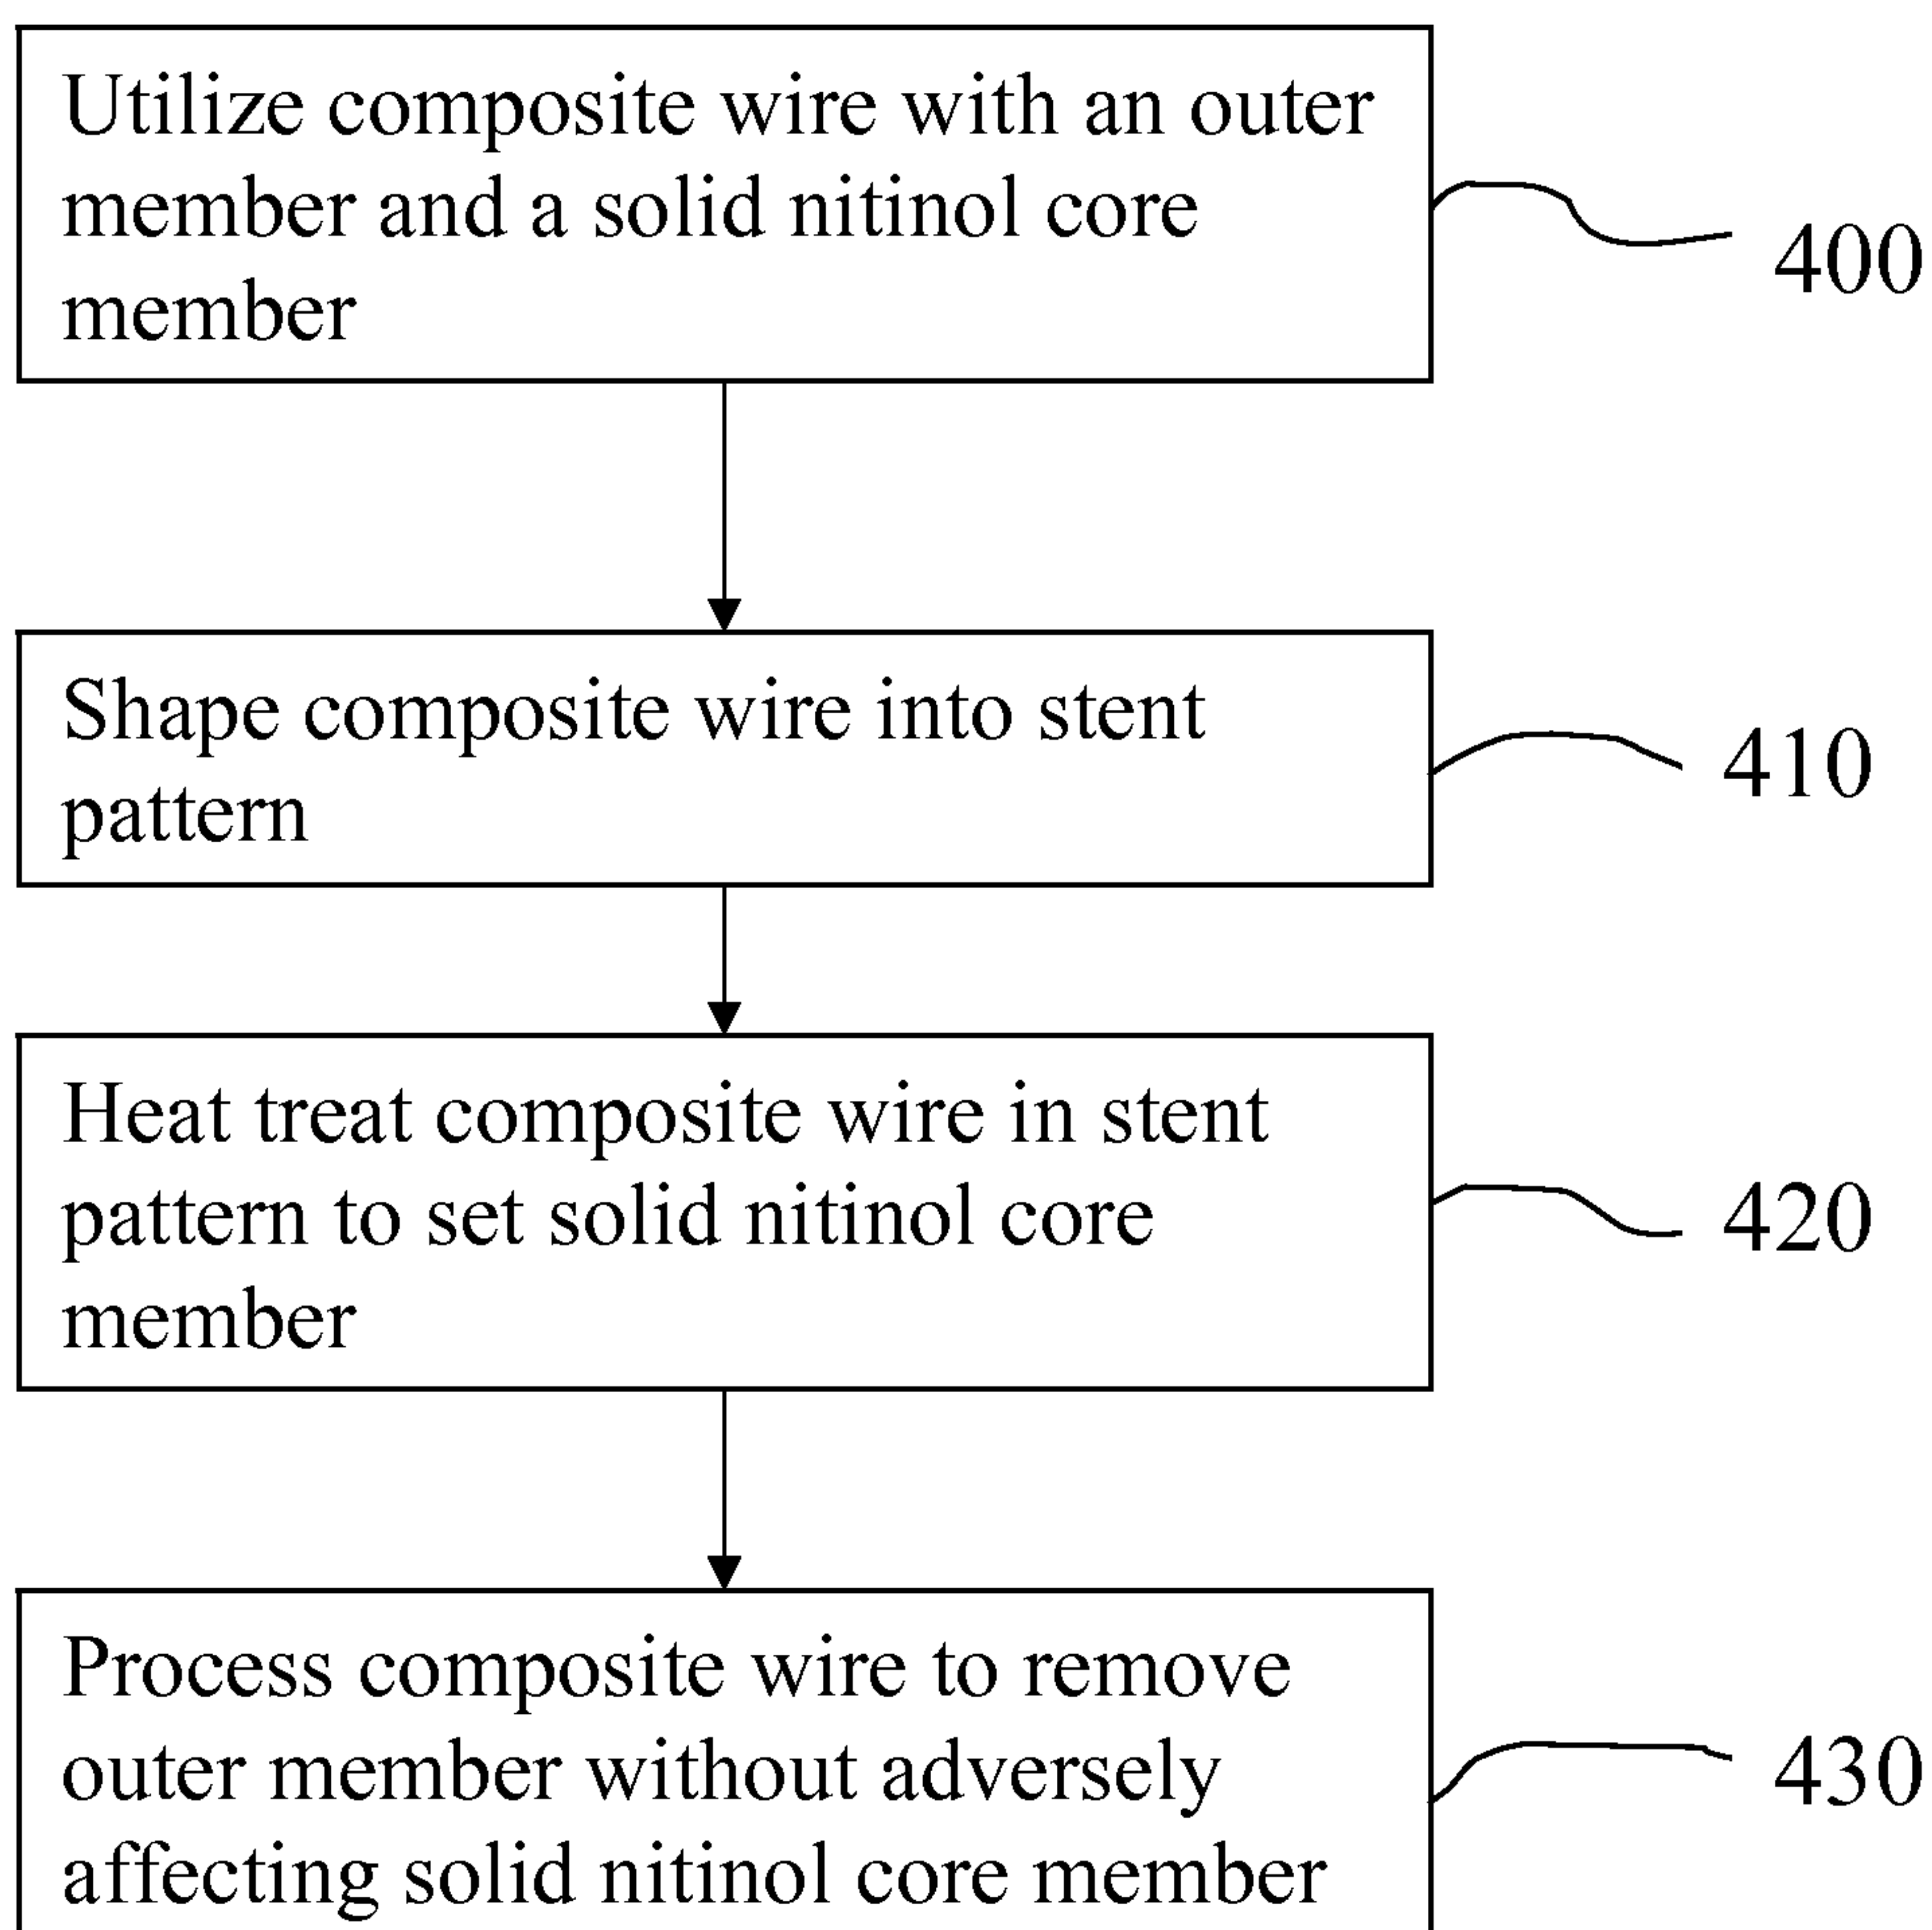 Utilize composite wire with an outer
member and a solid nitinol core
member
400
Shape composite wire into stent
pattern
410
Heat treat composite wire in stent
pattern to set solid nitinol core
member
420
Process composite wire to remove
outer member without adversely
affecting solid nitinol core member
430